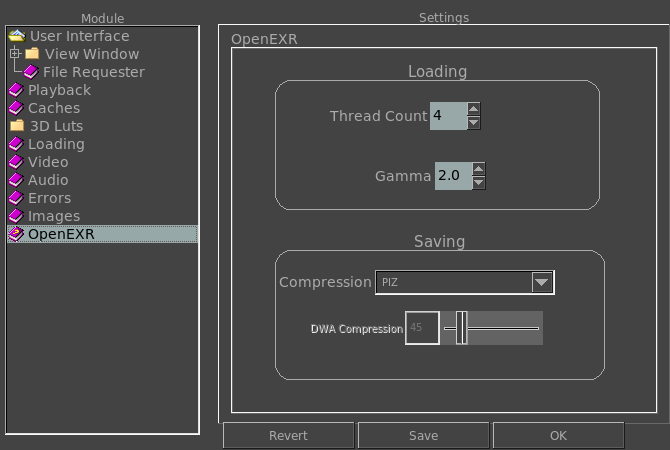 Module
User Interface
View Window
File Requester
Playback
Caches
3D Luts
Loading
Video
Audio
Errors
Images
OpenEXR
Settings
OpenEXR
Loading
Thread Count 4
Gamma 2.0
Saving
Compression PIZ
DWA Compression 45
Revert Save OK